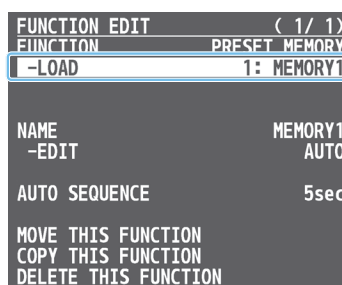 FUNCTION EDIT ( 1/ 1)
FUNCTION PRESET MEMORY
-LOAD 1: MEMORY1
NAME MEMORY1
-EDIT AUTO
AUTO SEQUENCE 5sec
MOVE THIS FUNCTION
COPY THIS FUNCTION
DELETE THIS FUNCTION